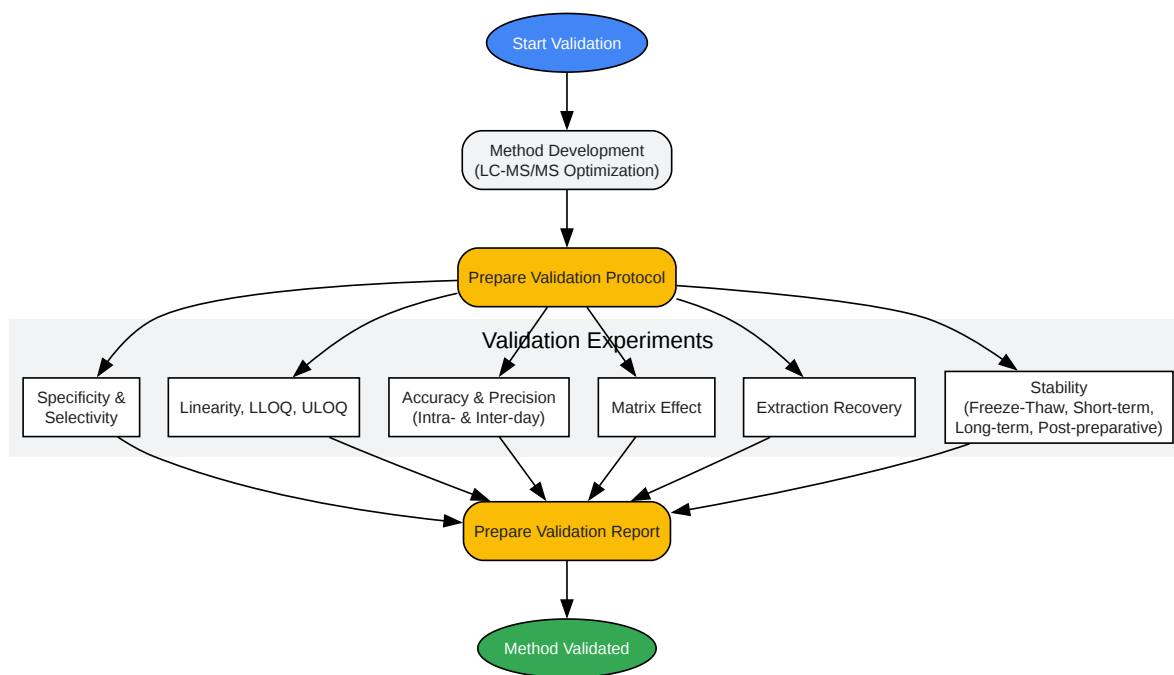 Start Validation
Method Development
(LC-MS/MS Optimization)
Prepare Validation Protocol
Validation Experiments
Specificity &
Selectivity
Linearity, LLOQ, ULOQ
Accuracy & Precision
(Intra- & Inter-day)
Matrix Effect
Extraction Recovery
Stability
(Freeze-Thaw, Short-term,
Long-term, Post-preparative)
Prepare Validation Report
Method Validated